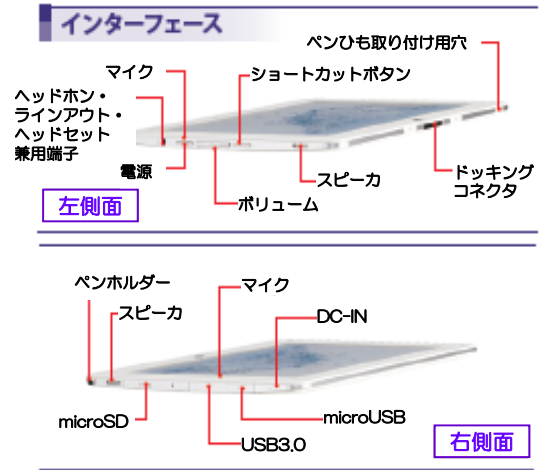 インターフェース
ペンひも取り付け用穴
マイク
ショートカットボタン
ヘッドホン・
ラインアウト・
ヘッドセット
兼用端子
電源
スピーカ
ドッキング
コネクタ
ボリューム
左側面
ペンホルダー
マイク
スピーカ
DC-IN
microSD
microUSB
USB3.0
右側面